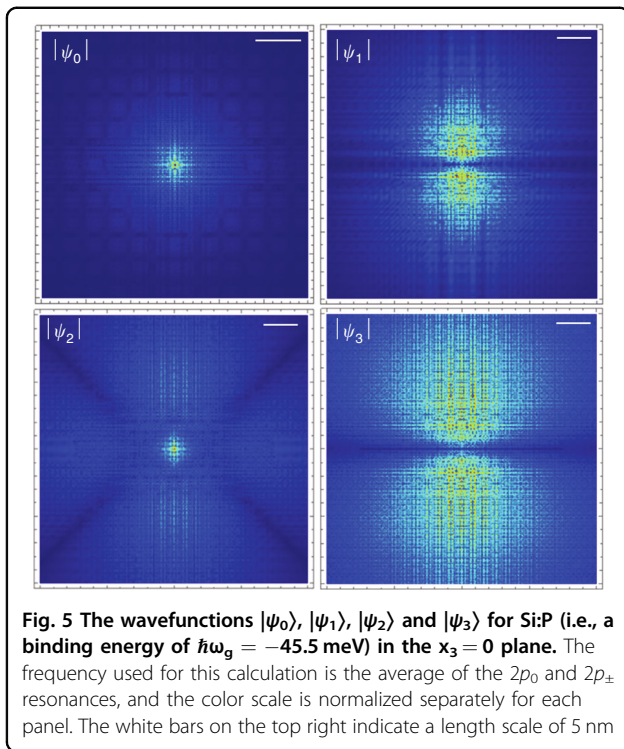 |ψ₀|
|ψ₁|
|ψ₂|
|ψ₃|
Fig. 5 The wavefunctions |ψ₀⟩, |ψ₁⟩, |ψ₂⟩ and |ψ₃⟩ for Si:P (i.e., a
binding energy of ℏω_g = −45.5 meV) in the x₃ = 0 plane. The
frequency used for this calculation is the average of the 2p₀ and 2p±
resonances, and the color scale is normalized separately for each
panel. The white bars on the top right indicate a length scale of 5 nm